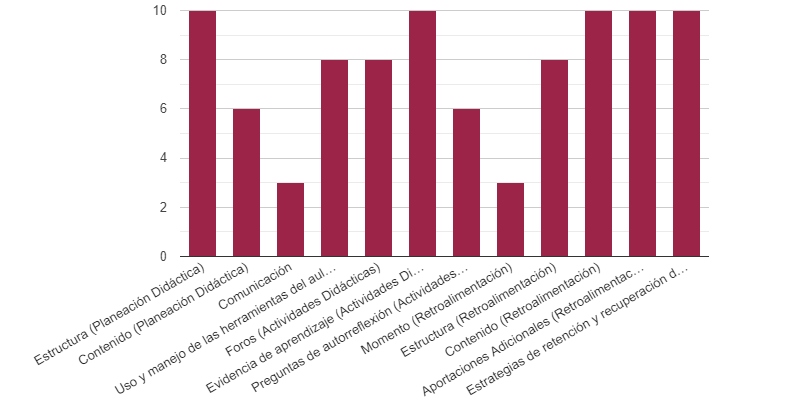 10
8
6
4
2
0
Estructura (Planeación Didáctica)
Contenido (Planeación Didáctica)
Comunicación
Uso y manejo de las herramientas del aul…
Foros (Actividades Didácticas)
Evidencia de aprendizaje (Actividades Di…
Preguntas de autorreflexión (Actividades…
Momento (Retroalimentación)
Estructura (Retroalimentación)
Contenido (Retroalimentación)
Aportaciones Adicionales (Retroalimentac…
Estrategias de retención y recuperación d…